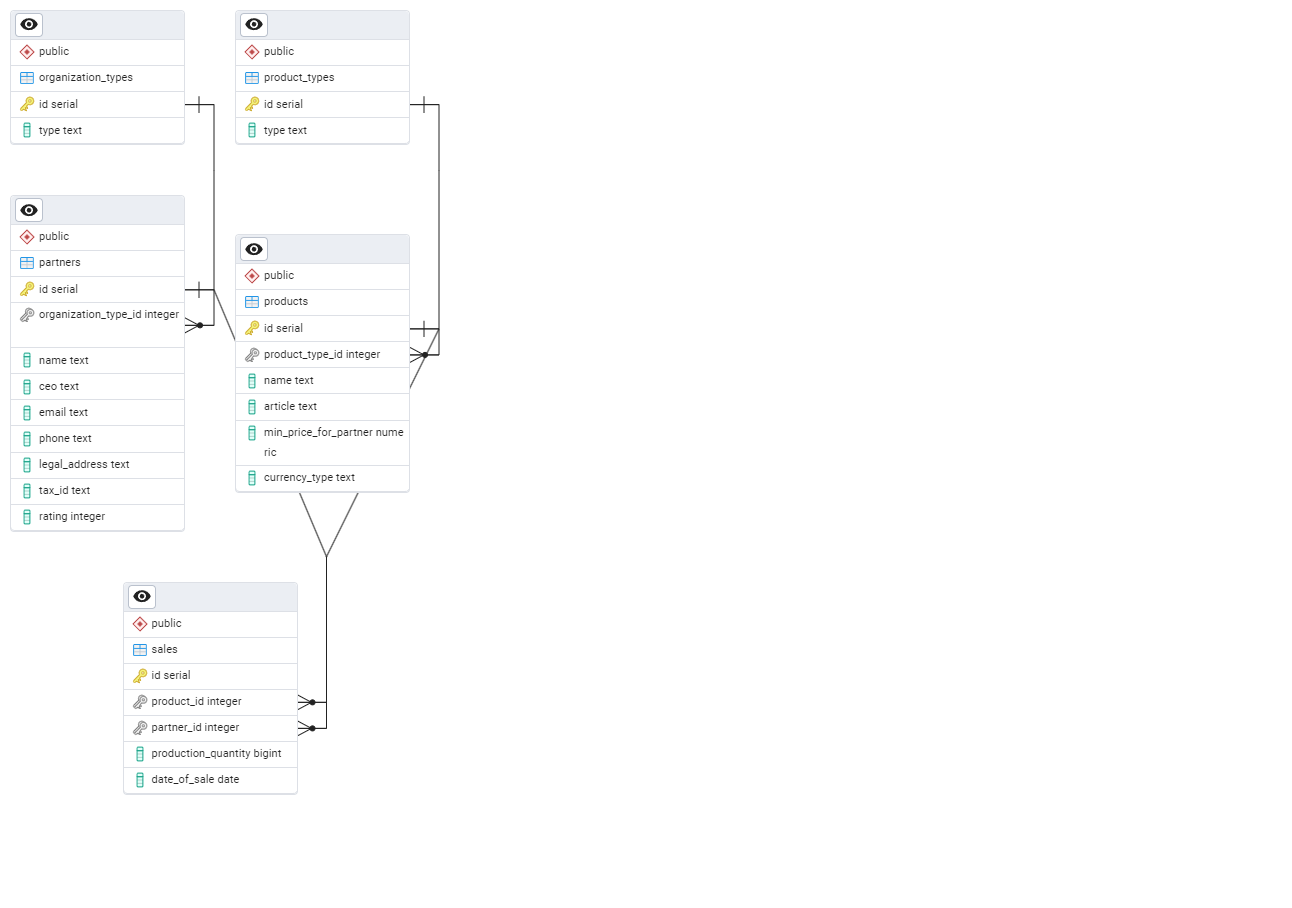 public
organization_types
id serial
type text
public
product_types
id serial
type text
public
partners
id serial
organization_type_id integer
name text
ceo text
email text
phone text
legal_address text
tax_id text
rating integer
public
products
id serial
product_type_id integer
name text
article text
min_price_for_partner nume
ric
currency_type text
public
sales
id serial
product_id integer
partner_id integer
production_quantity bigint
date_of_sale date